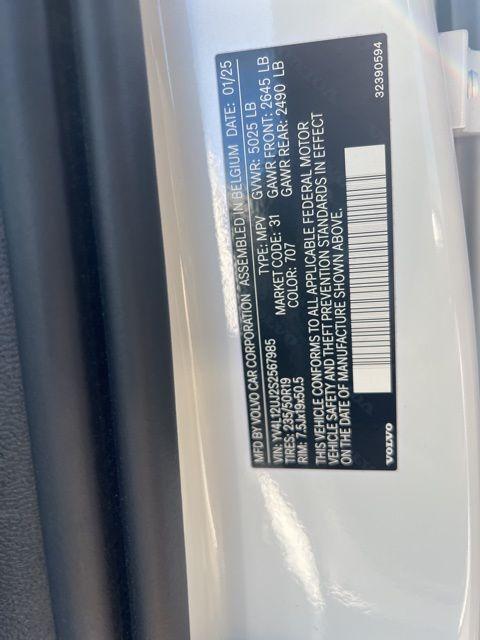 MFD BY VOLVO CAR CORPORATION ASSEMBLED IN BELGIUM DATE: 01/25
GVWR: 5025 LB
GAWR FRONT: 2645 LB
GAWR REAR: 2490 LB
VIN: YV4L12UJ2S2567985 TYPE: MPV
TIRES: 235/50R19 MARKET CODE: 31
RIM: 7.5Jx19x50.5 COLOR: 707
THIS VEHICLE CONFORMS TO ALL APPLICABLE FEDERAL MOTOR
VEHICLE SAFETY AND THEFT PREVENTION STANDARDS IN EFFECT
ON THE DATE OF MANUFACTURE SHOWN ABOVE.
VOLVO
32390594